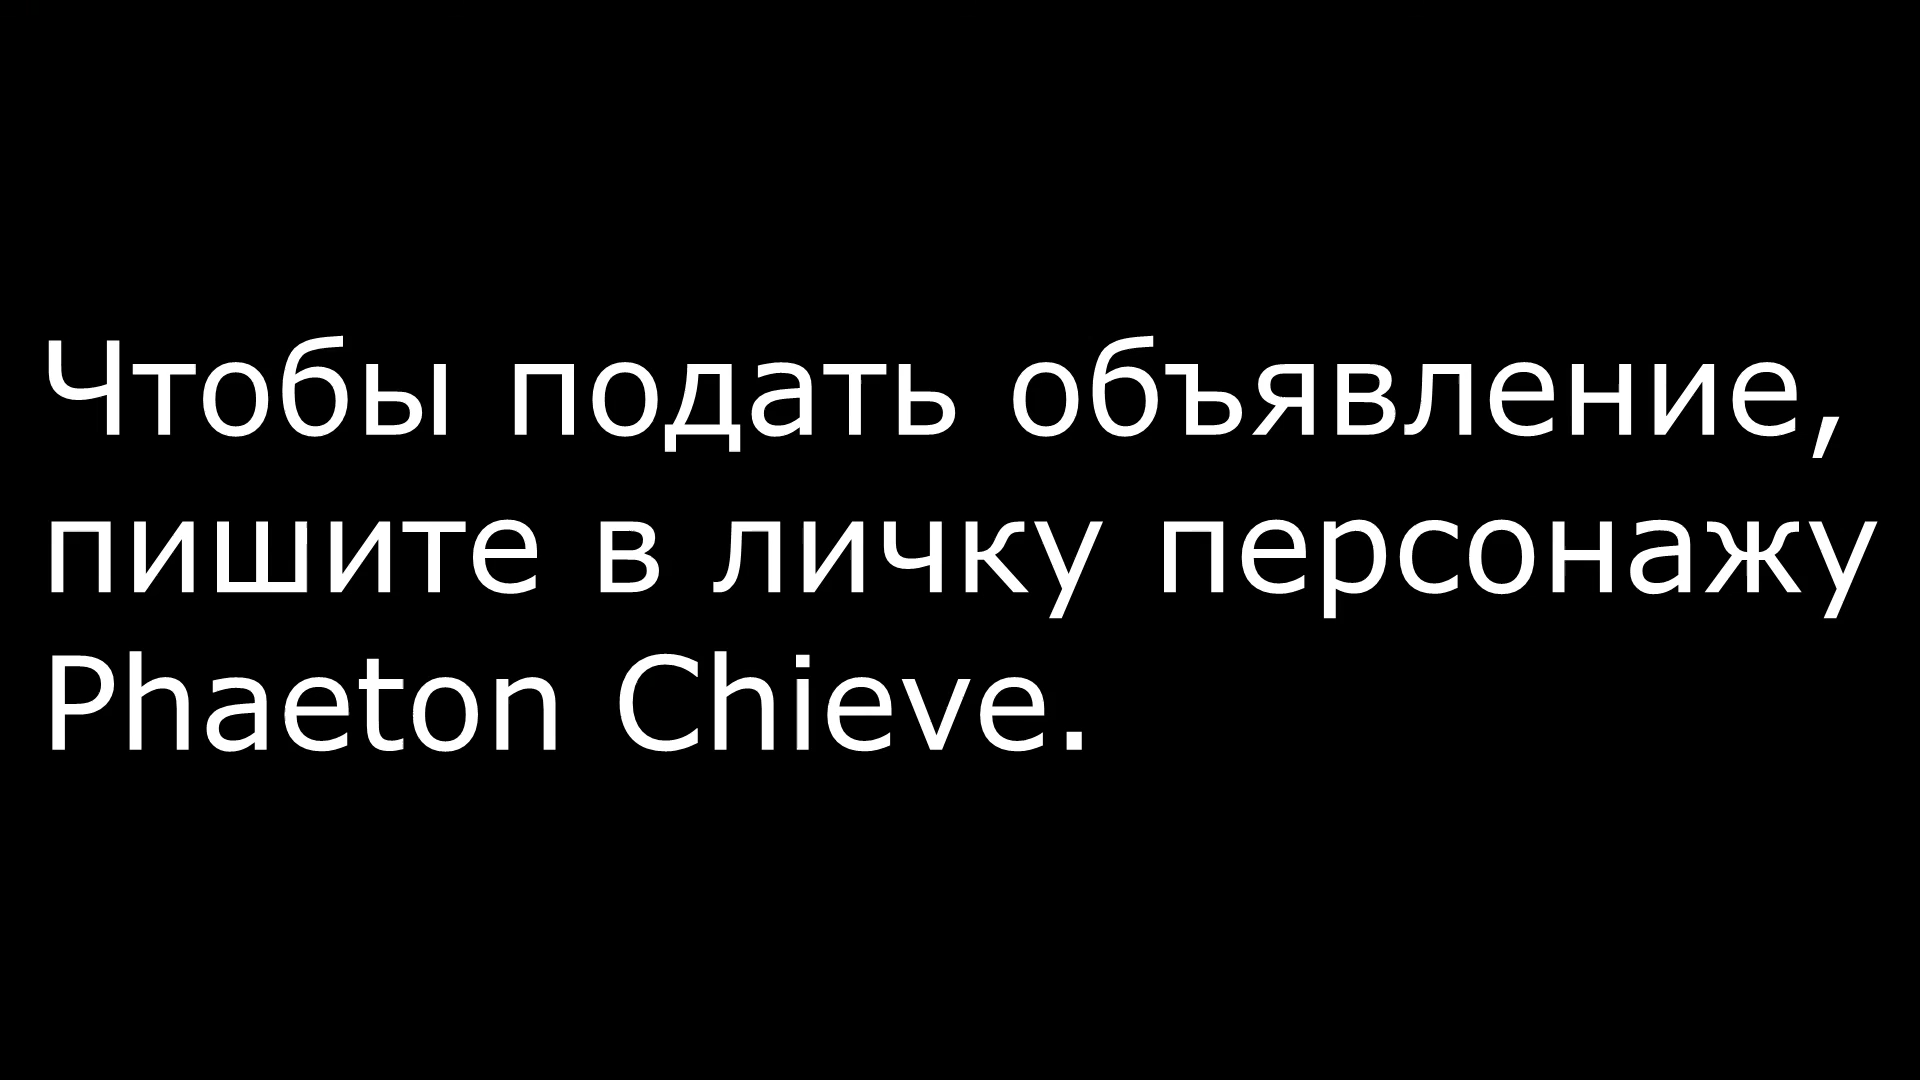 Чтобы подать объявление,
пишите в личку персонажу
Phaeton Chieve.